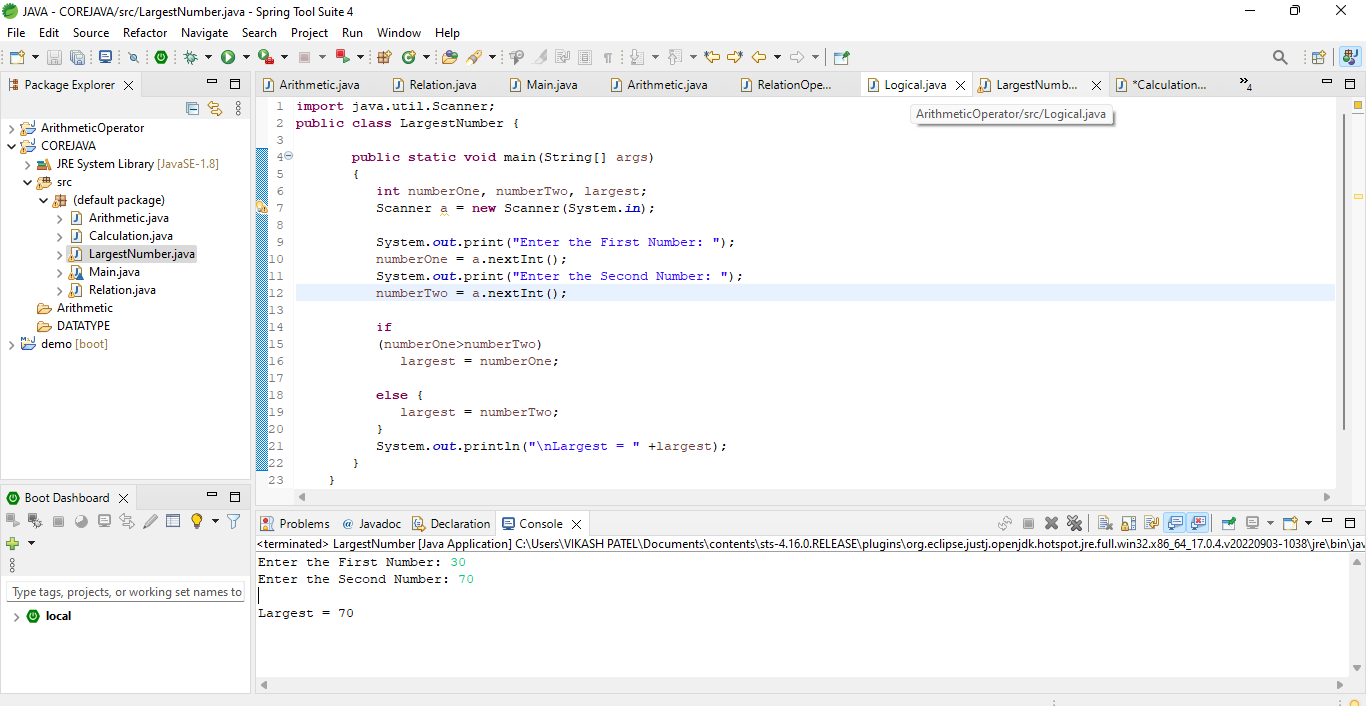 JAVA - COREJAVA/src/LargestNumber.java - Spring Tool Suite 4
File Edit Source Refactor Navigate Search Project Run Window Help
Package Explorer
ArithmeticOperator
COREJAVA
JRE System Library [JavaSE-1.8]
src
(default package)
Arithmetic.java
Calculation.java
LargestNumber.java
Main.java
Relation.java
Arithmetic
DATATYPE
demo [boot]
Boot Dashboard
Type tags, projects, or working set names to
local
Arithmetic.java Relation.java Main.java Arithmetic.java RelationOpe... Logical.java LargestNumb... *Calculation... »4
ArithmeticOperator/src/Logical.java
1 import java.util.Scanner;
2 public class LargestNumber {
3
4 public static void main(String[] args)
5 {
6 int numberOne, numberTwo, largest;
7 Scanner a = new Scanner(System.in);
8
9 System.out.print("Enter the First Number: ");
10 numberOne = a.nextInt();
11 System.out.print("Enter the Second Number: ");
12 numberTwo = a.nextInt();
13
14 if
15 (numberOne>numberTwo)
16 largest = numberOne;
17
18 else {
19 largest = numberTwo;
20 }
21 System.out.println("\nLargest = " +largest);
22 }
23 }
Problems @ Javadoc Declaration Console
<terminated> LargestNumber [Java Application] C:\Users\VIKASH PATEL\Documents\contents\sts-4.16.0.RELEASE\plugins\org.eclipse.justj.openjdk.hotspot.jre.full.win32.x86_64_17.0.4.v20220903-1038\jre\bin\jav
Enter the First Number: 30
Enter the Second Number: 70
Largest = 70